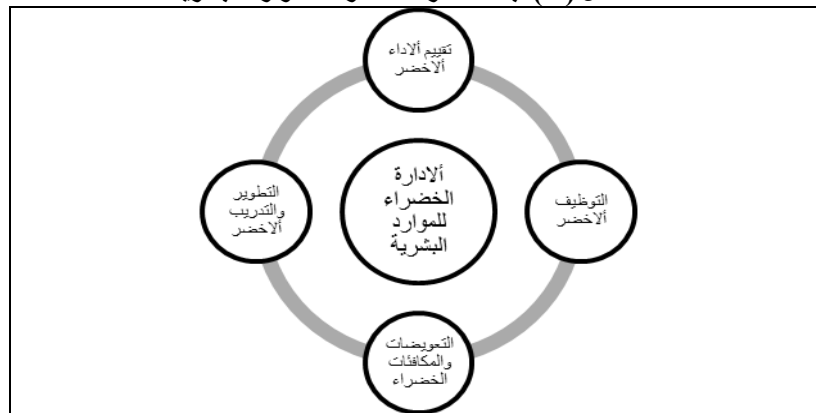 تقييم ألاداء
ألاخضر
التطوير
والتدريب
ألاخضر
ألادارة
الخضراء
للموارد
البشرية
التوظيف
ألاخضر
التعويضات
والمكافئات
الخضراء